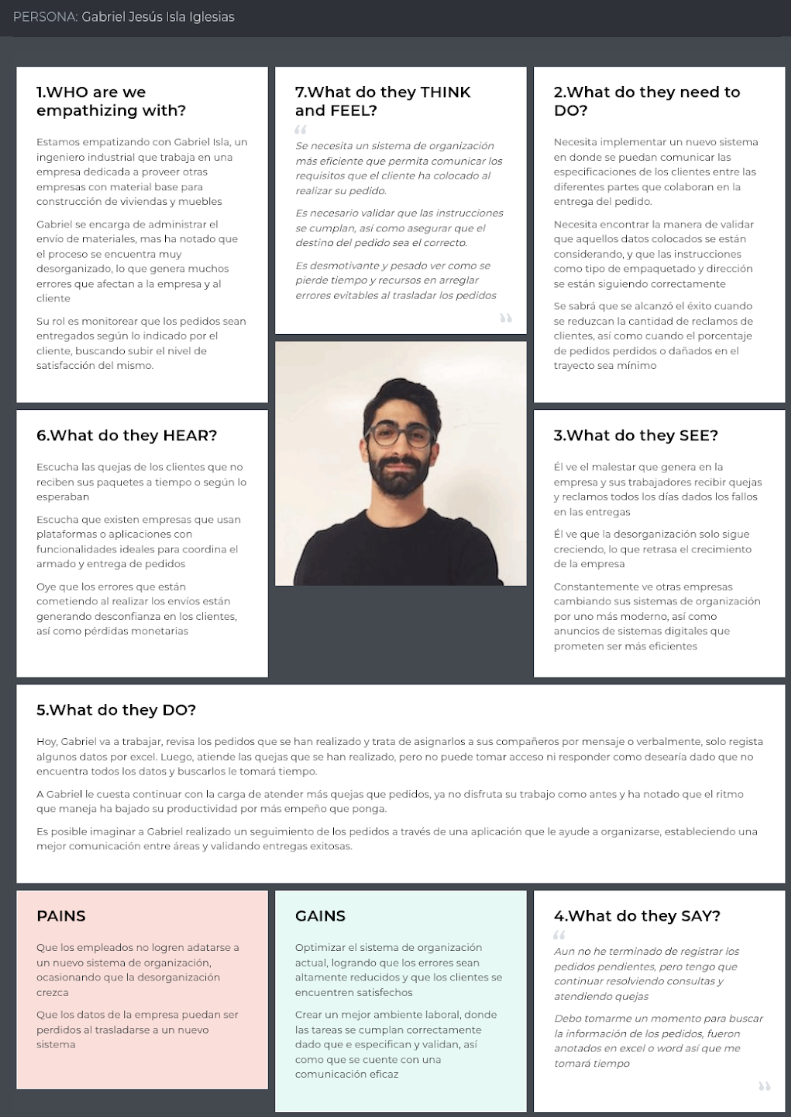 PERSONA: Gabriel Jesús Isla Iglesias
1.WHO are we
empathizing with?
Estamos empatizando con Gabriel Isla, un
ingeniero industrial que trabaja en una
empresa dedicada a proveer otras
empresas con material base para
construcción de viviendas y muebles
Gabriel se encarga de administrar el
envío de materiales, mas ha notado que
el proceso se encuentra muy
desorganizado, lo que genera muchos
errores que afectan a la empresa y al
cliente
Su rol es monitorear que los pedidos sean
entregados según lo indicado por el
cliente, buscando subir el nivel de
satisfacción del mismo.
7.What do they THINK
and FEEL?
“
Se necesita un sistema de organización
más eficiente que permita comunicar los
requisitos que el cliente ha colocado al
realizar su pedido.
Es necesario validar que las instrucciones
se cumplan, así como asegurar que el
destino del pedido sea el correcto.
Es desmotivante y pesado ver como se
pierde tiempo y recursos en arreglar
errores evitables al trasladar los pedidos
”
2.What do they need to
DO?
Necesita implementar un nuevo sistema
en donde se puedan comunicar las
especificaciones de los clientes entre las
diferentes partes que colaboran en la
entrega del pedido.
Necesita encontrar la manera de validar
que aquellos datos colocados se están
considerando, y que las instrucciones
como tipo de empaquetado y dirección
se están siguiendo correctamente
Se sabrá que se alcanzó el éxito cuando
se reduzcan la cantidad de reclamos de
clientes, así como cuando el porcentaje
de pedidos perdidos o dañados en el
trayecto sea mínimo
6.What do they HEAR?
Escucha las quejas de los clientes que no
reciben sus paquetes a tiempo o según lo
esperaban
Escucha que existen empresas que usan
plataformas o aplicaciones con
funcionalidades ideales para coordina el
armado y entrega de pedidos
Oye que los errores que están
cometiendo al realizar los envíos están
generando desconfianza en los clientes,
así como pérdidas monetarias
3.What do they SEE?
Él ve el malestar que genera en la
empresa y sus trabajadores recibir quejas
y reclamos todos los días dados los fallos
en las entregas
Él ve que la desorganización solo sigue
creciendo, lo que retrasa el crecimiento
de la empresa
Constantemente ve otras empresas
cambiando sus sistemas de organización
por uno más moderno, así como
anuncios de sistemas digitales que
prometen ser más eficientes
5.What do they DO?
Hoy, Gabriel va a trabajar, revisa los pedidos que se han realizado y trata de asignarlos a sus compañeros por mensaje o verbalmente, solo regista
algunos datos por excel. Luego, atiende las quejas que se han realizado, pero no puede tomar acceso ni responder como desearía dado que no
encuentra todos los datos y buscarlos le tomará tiempo.
A Gabriel le cuesta continuar con la carga de atender más quejas que pedidos, ya no disfruta su trabajo como antes y ha notado que el ritmo
que maneja ha bajado su productividad por más empeño que ponga.
Es posible imaginar a Gabriel realizado un seguimiento de los pedidos a través de una aplicación que le ayude a organizarse, estableciendo una
mejor comunicación entre áreas y validando entregas exitosas.
PAINS
Que los empleados no logren adatarse a
un nuevo sistema de organización,
ocasionando que la desorganización
crezca
Que los datos de la empresa puedan ser
perdidos al trasladarse a un nuevo
sistema
GAINS
Optimizar el sistema de organización
actual, logrando que los errores sean
altamente reducidos y que los clientes se
encuentren satisfechos
Crear un mejor ambiente laboral, donde
las tareas se cumplan correctamente
dado que e especifican y validan, así
como que se cuente con una
comunicación eficaz
4.What do they SAY?
“
Aun no he terminado de registrar los
pedidos pendientes, pero tengo que
continuar resolviendo consultas y
atendiendo quejas
Debo tomarme un momento para buscar
la información de los pedidos, fueron
anotados en excel o word así que me
tomará tiempo
”